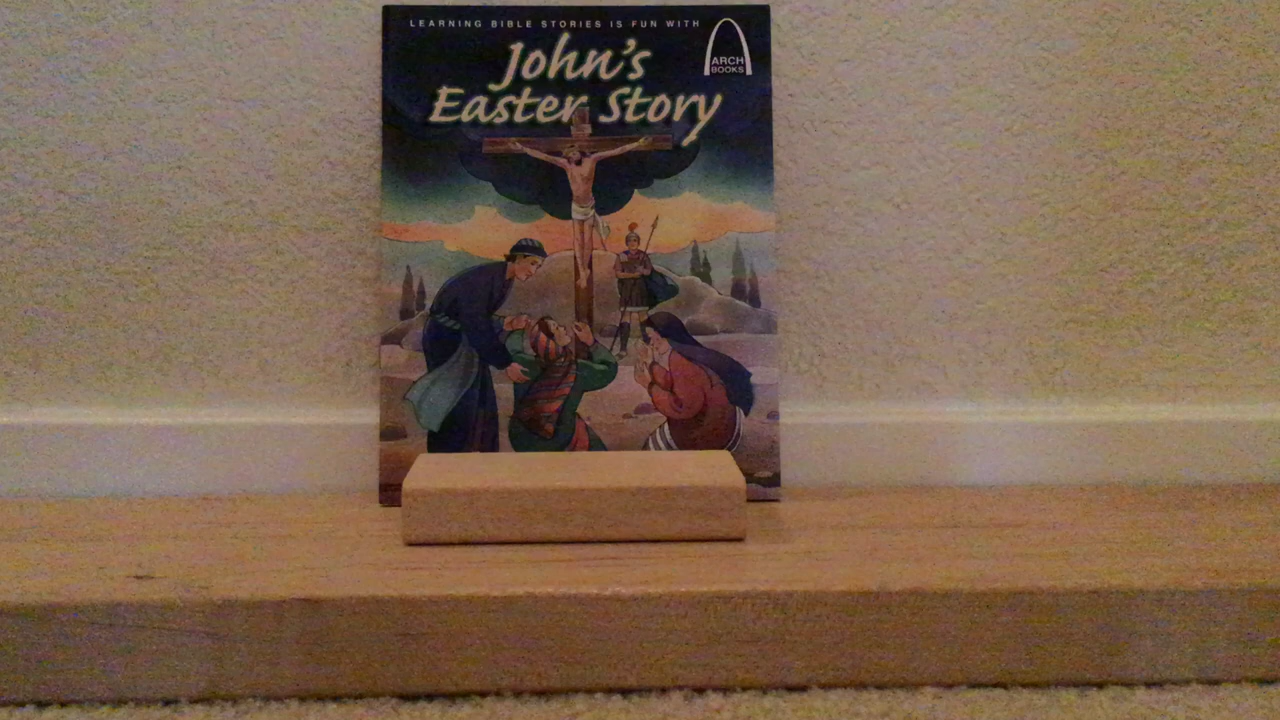 LEARNING BIBLE STORIES IS FUN WITH
ARCH
BOOKS
John's
Easter Story